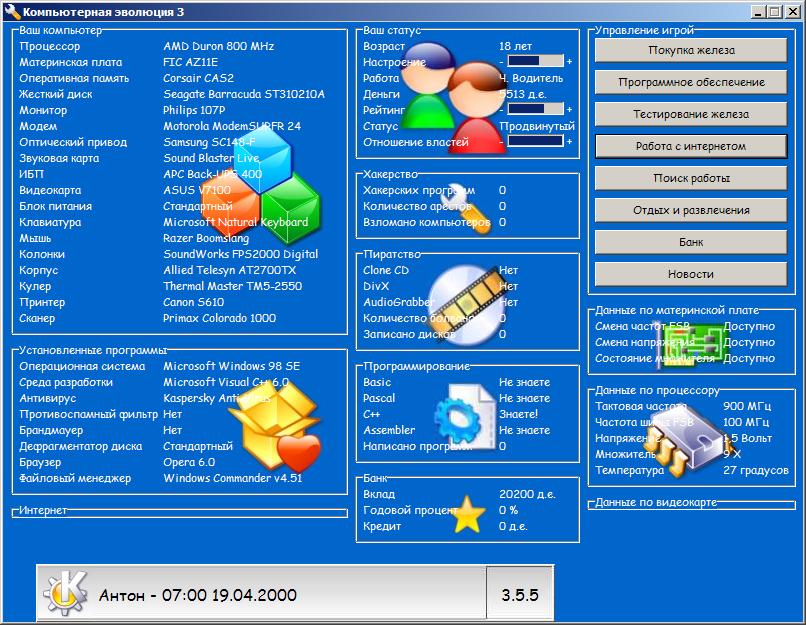 Компьютерная эволюция 3
Ваш компьютер
Процессор AMD Duron 800 MHz
Материнская плата FIC AZ11E
Оперативная память Corsair CAS2
Жесткий диск Seagate Barracuda ST310210A
Монитор Philips 107P
Модем Motorola ModemSURFR 24
Оптический привод Samsung SC148-F
Звуковая карта Sound Blaster Live
ИБП APC Back-UPS 400
Видеокарта ASUS V7100
Блок питания Стандартный
Клавиатура Microsoft Natural Keyboard
Мышь Razer Boomslang
Колонки SoundWorks FPS2000 Digital
Корпус Allied Telesyn AT2700TX
Кулер Thermal Master TM5-2550
Принтер Canon S610
Сканер Primax Colorado 1000
Установленные программы
Операционная система Microsoft Windows 98 SE
Среда разработки Microsoft Visual C++ 6.0
Антивирус Kaspersky Anti-Virus
Противоспамный фильтр Нет
Брандмауер Нет
Дефрагментатор диска Стандартный
Браузер Opera 6.0
Файловый менеджер Windows Commander v4.51
Интернет
Ваш статус
Возраст 18 лет
Настроение - +
Работа Ч. Водитель
Деньги 5513 д.е.
Рейтинг - +
Статус Продвинутый
Отношение властей - +
Хакерство
Хакерских программ 0
Количество арестов 0
Взломано компьютеров 0
Пиратство
Clone CD Нет
DivX Нет
AudioGrabber Нет
Количество болванок 0
Записано дисков 0
Программирование
Basic Не знаете
Pascal Не знаете
C++ Знаете!
Assembler Не знаете
Написано программ 0
Банк
Вклад 20200 д.е.
Годовой процент 0 %
Кредит 0 д.е.
Управление игрой
Покупка железа
Программное обеспечение
Тестирование железа
Работа с интернетом
Поиск работы
Отдых и развлечения
Банк
Новости
Данные по материнской плате
Смена частот FSB Доступно
Смена напряжения Доступно
Состояние множителя Доступно
Данные по процессору
Тактовая частота 900 МГц
Частота шины FSB 100 МГц
Напряжение 1,5 Вольт
Множитель 9 X
Температура 27 градусов
Данные по видеокарте
Антон - 07:00 19.04.2000
3.5.5